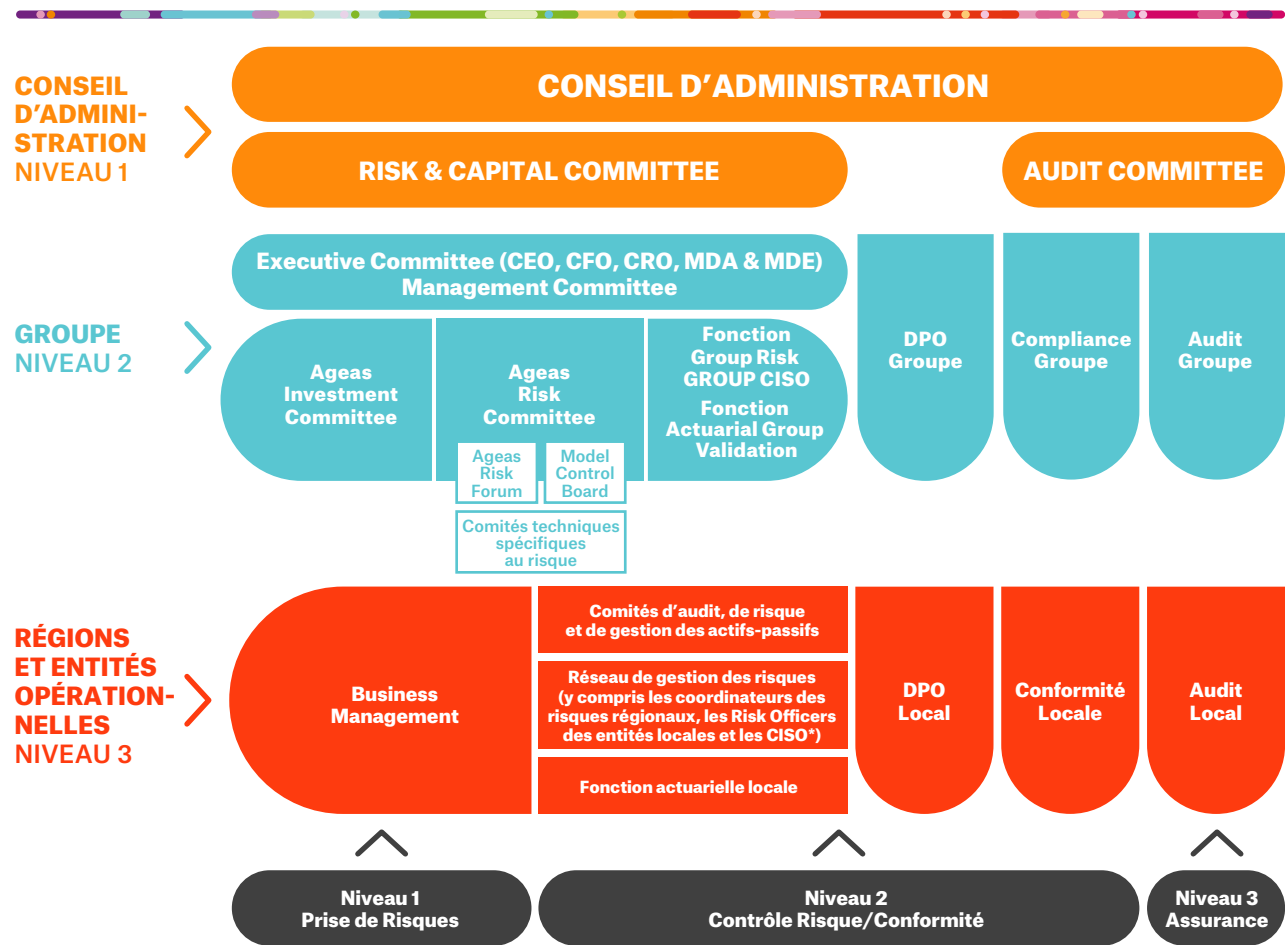 CONSEIL
D'ADMINI-
STRATION
NIVEAU 1
CONSEIL D'ADMINISTRATION
RISK & CAPITAL COMMITTEE
AUDIT COMMITTEE
GROUPE
NIVEAU 2
Executive Committee (CEO, CFO, CRO, MDA & MDE)
Management Committee
Ageas
Investment
Committee
Ageas
Risk
Committee
Ageas
Risk
Forum
Model
Control
Board
Comités techniques
spécifiques
au risque
Fonction
Group Risk
GROUP CISO
Fonction
Actuarial Group
Validation
DPO
Groupe
Compliance
Groupe
Audit
Groupe
RÉGIONS
ET ENTITÉS
OPÉRATION-
NELLES
NIVEAU 3
Business
Management
Comités d'audit, de risque
et de gestion des actifs-passifs
Réseau de gestion des risques
(y compris les coordinateurs des
risques régionaux, les Risk Officers
des entités locales et les CISO*)
Fonction actuarielle locale
DPO
Local
Conformité
Locale
Audit
Local
Niveau 1
Prise de Risques
Niveau 2
Contrôle Risque/Conformité
Niveau 3
Assurance